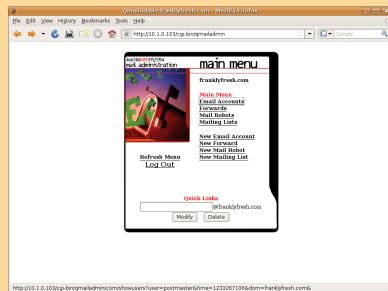 QmailAdmin franklyfresh.com - Mozilla Firefox
File Edit View History Bookmarks Tools Help
http://10.1.0.103/cgi-bin/qmailadmin
Google
mail administration
main menu
franklyfresh.com
Main Menu
Email Accounts
Forwards
Mail Robots
Mailing Lists
New Email Account
New Forward
New Mail Robot
New Mailing List
Refresh Menu
Log Out
Quick Links
@franklyfresh.com
Modify Delete
http://10.1.0.103/cgi-bin/qmailadmin/com/showusers?user=postmaster&time=1233267106&dom=franklyfresh.com&